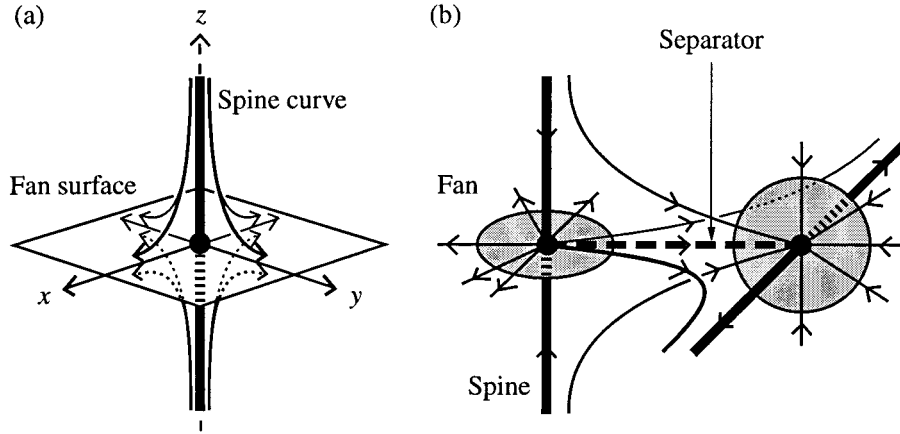 (a)
z
Spine curve
Fan surface
x
y
(b)
Separator
Fan
Spine